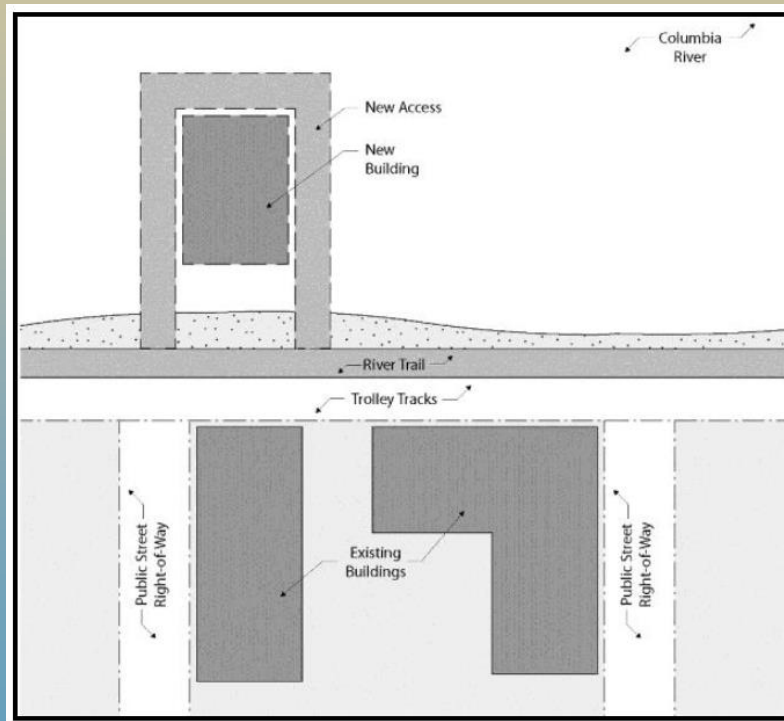 Columbia
River
New Access
New
Building
River Trail
Trolley Tracks
Public Street
Right-of-Way
Existing
Buildings
Public Street
Right-of-Way